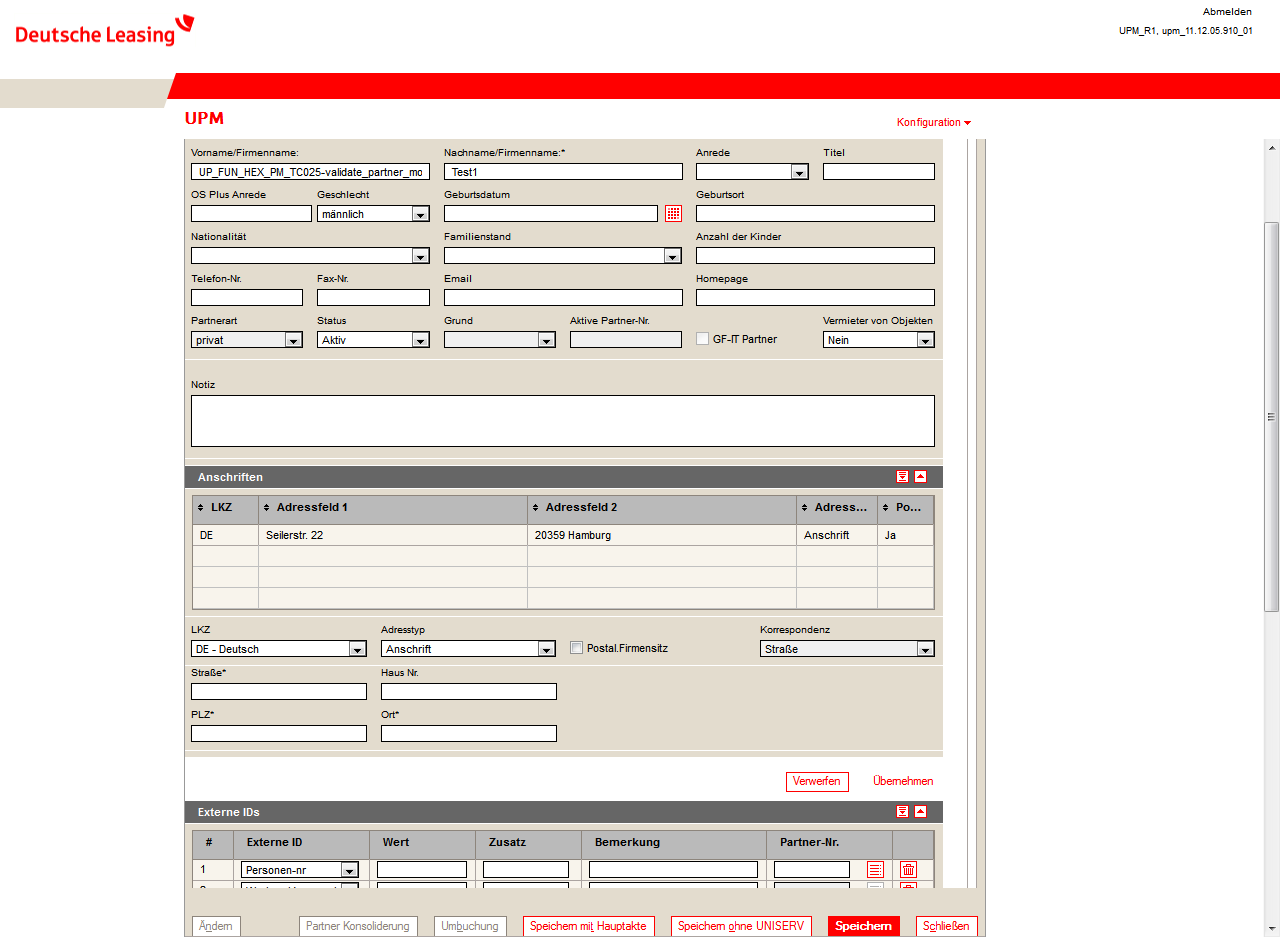 Abmelden
Deutsche Leasing
UPM_R1, upm_11.12.05.910_01
UPM
Konfiguration
Vorname/Firmenname: Nachname/Firmenname:* Anrede Titel
UP_FUN_HEX_PM_TC025-validate_partner_mo Test1
OS Plus Anrede Geschlecht Geburtsdatum Geburtsort
männlich
Nationalität Familienstand Anzahl der Kinder
Telefon-Nr. Fax-Nr. Email Homepage
Partnerart Status Grund Aktive Partner-Nr. Vermieter von Objekten
privat Aktiv GF-IT Partner Nein
Notiz
Anschriften
LKZ Adressfeld 1 Adressfeld 2 Adress... Po...
DE Seilerstr. 22 20359 Hamburg Anschrift Ja
LKZ Adresstyp Korrespondenz
DE - Deutsch Anschrift Postal.Firmensitz Straße
Straße* Haus Nr.
PLZ* Ort*
Verwerfen Übernehmen
Externe IDs
# Externe ID Wert Zusatz Bemerkung Partner-Nr.
1 Personen-nr
Ändern Partner Konsolidierung Umbuchung Speichern mit Hauptakte Speichern ohne UNISERV Speichern Schließen